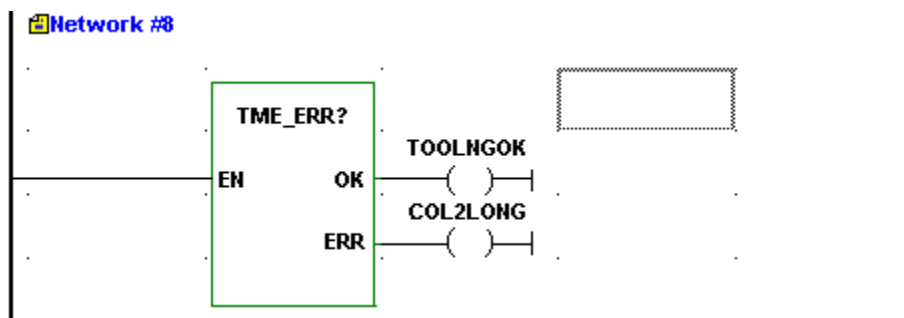 Network #8
TME_ERR?
TOOLNGOK
EN OK
COL2LONG
ERR